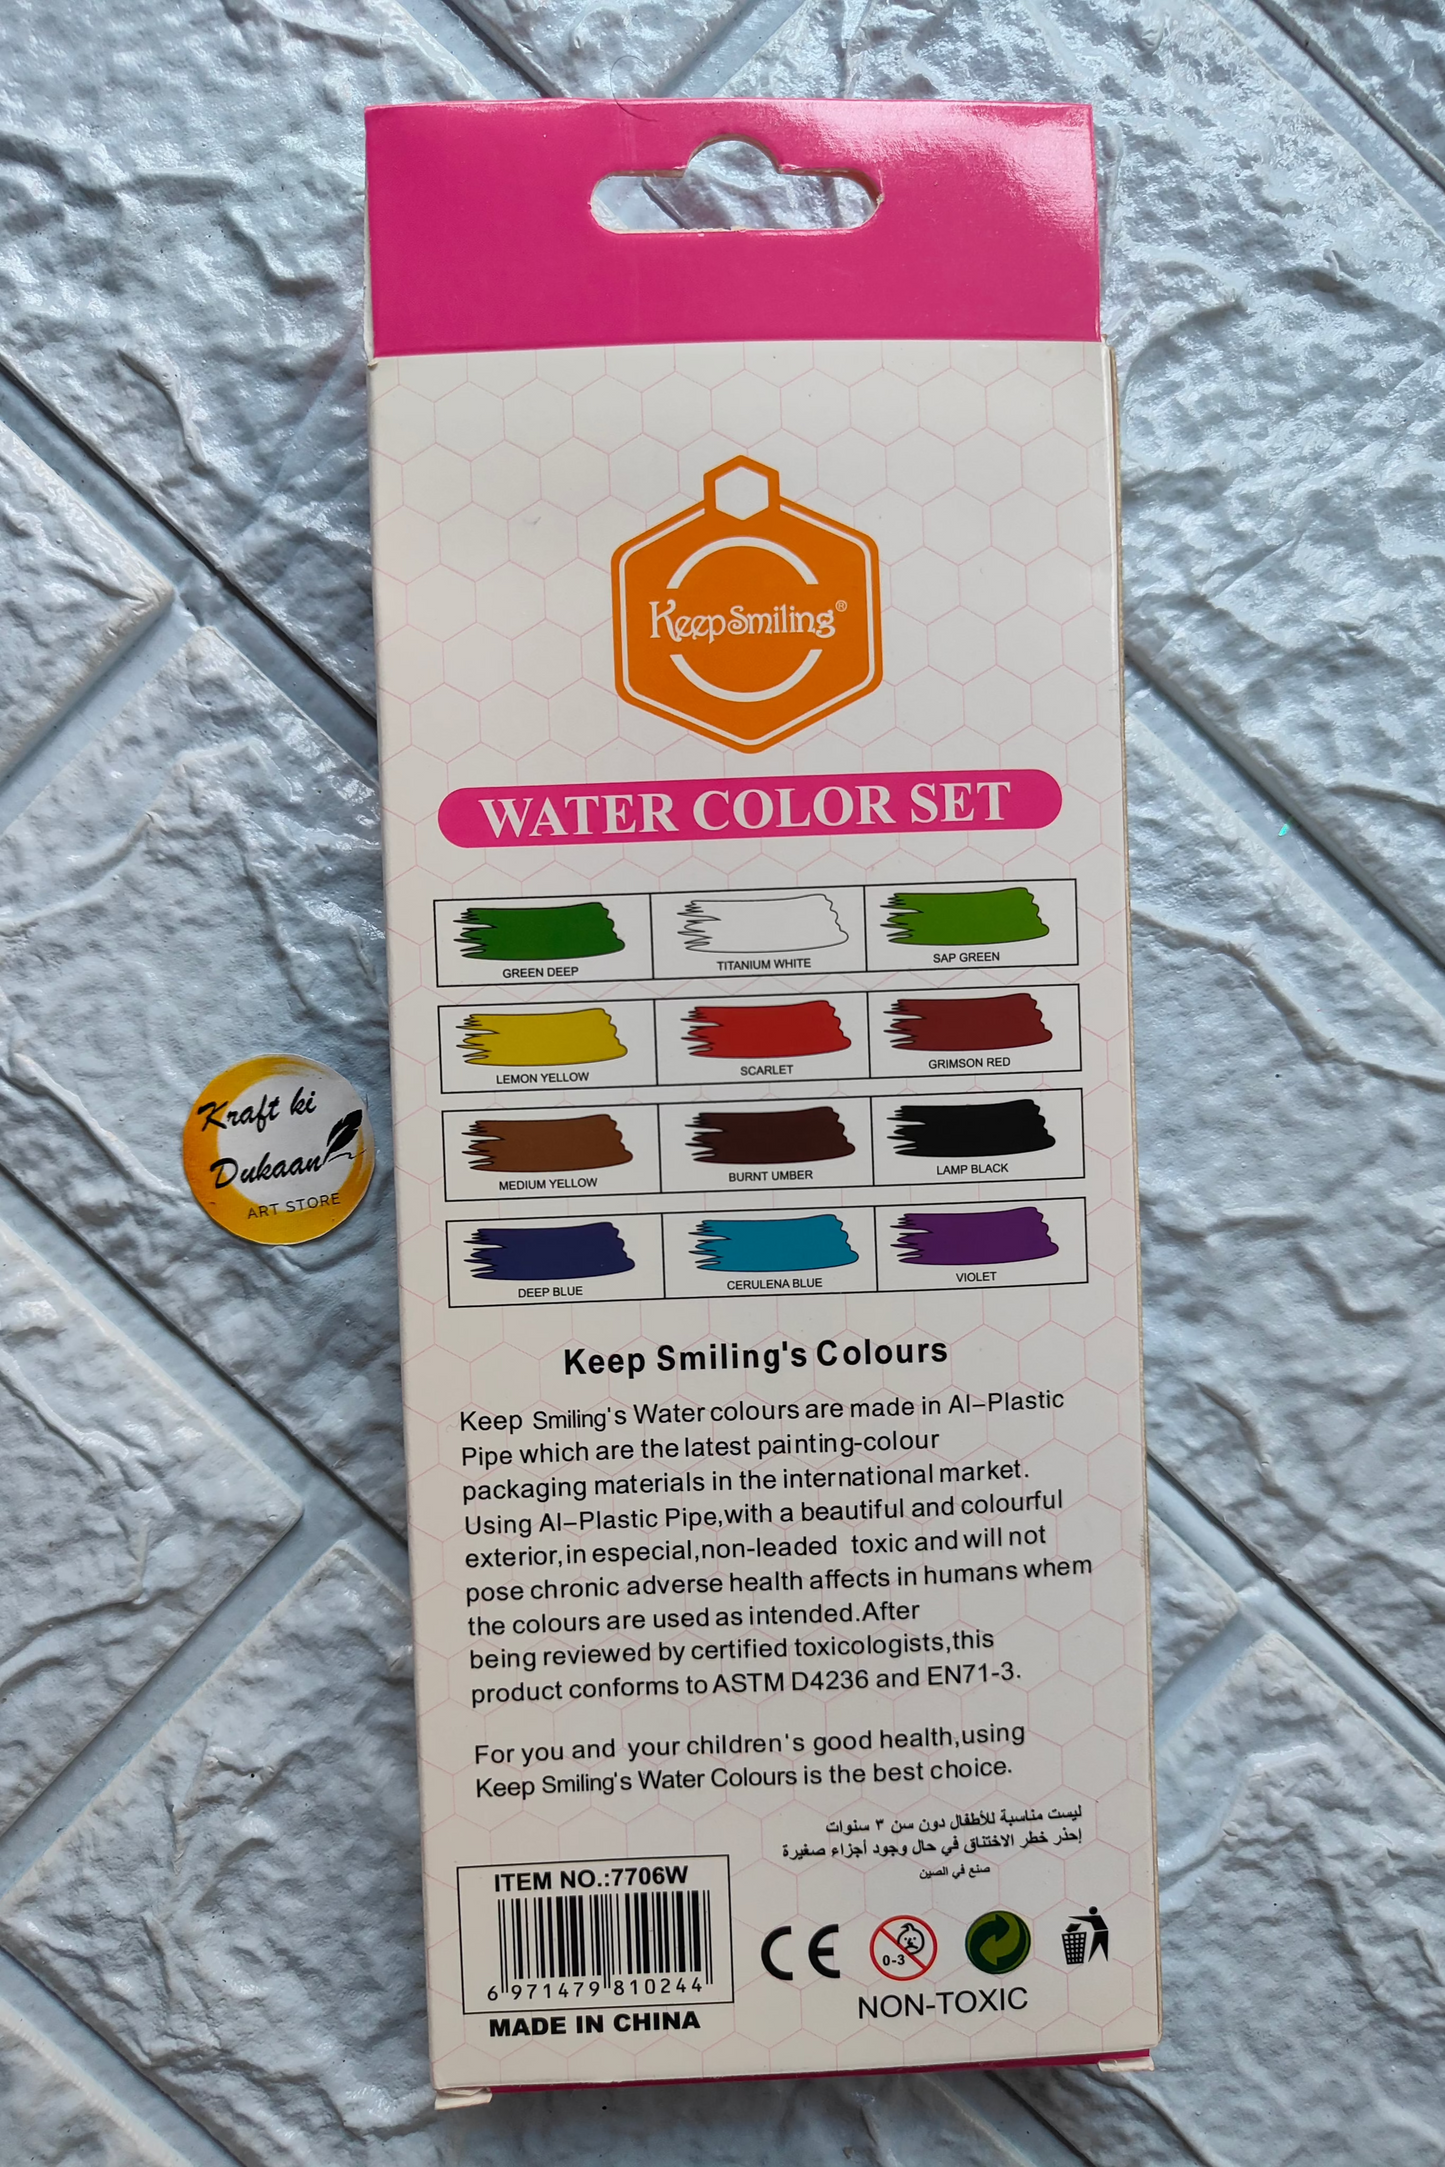 KeepSmiling®
WATER COLOR SET
GREEN DEEP
TITANIUM WHITE
SAP GREEN
LEMON YELLOW
SCARLET
GRIMSON RED
MEDIUM YELLOW
BURNT UMBER
LAMP BLACK
DEEP BLUE
CERULENA BLUE
VIOLET
Kraft ki
Dukaan
ART STORE
Keep Smiling's Colours
Keep Smiling's Water colours are made in Al–Plastic
Pipe which are the latest painting-colour
packaging materials in the international market.
Using Al–Plastic Pipe,with a beautiful and colourful
exterior,in especial,non-leaded toxic and will not
pose chronic adverse health affects in humans whem
the colours are used as intended.After
being reviewed by certified toxicologists,this
product conforms to ASTM D4236 and EN71-3.
For you and your children's good health,using
Keep Smiling's Water Colours is the best choice.
ليست مناسبة للأطفال دون سن ٣ سنوات
إحذر خطر الاختناق في حال وجود أجزاء صغيرة
صنع في الصين
ITEM NO.:7706W
6 971479 810244
MADE IN CHINA
CE
0-3
NON-TOXIC